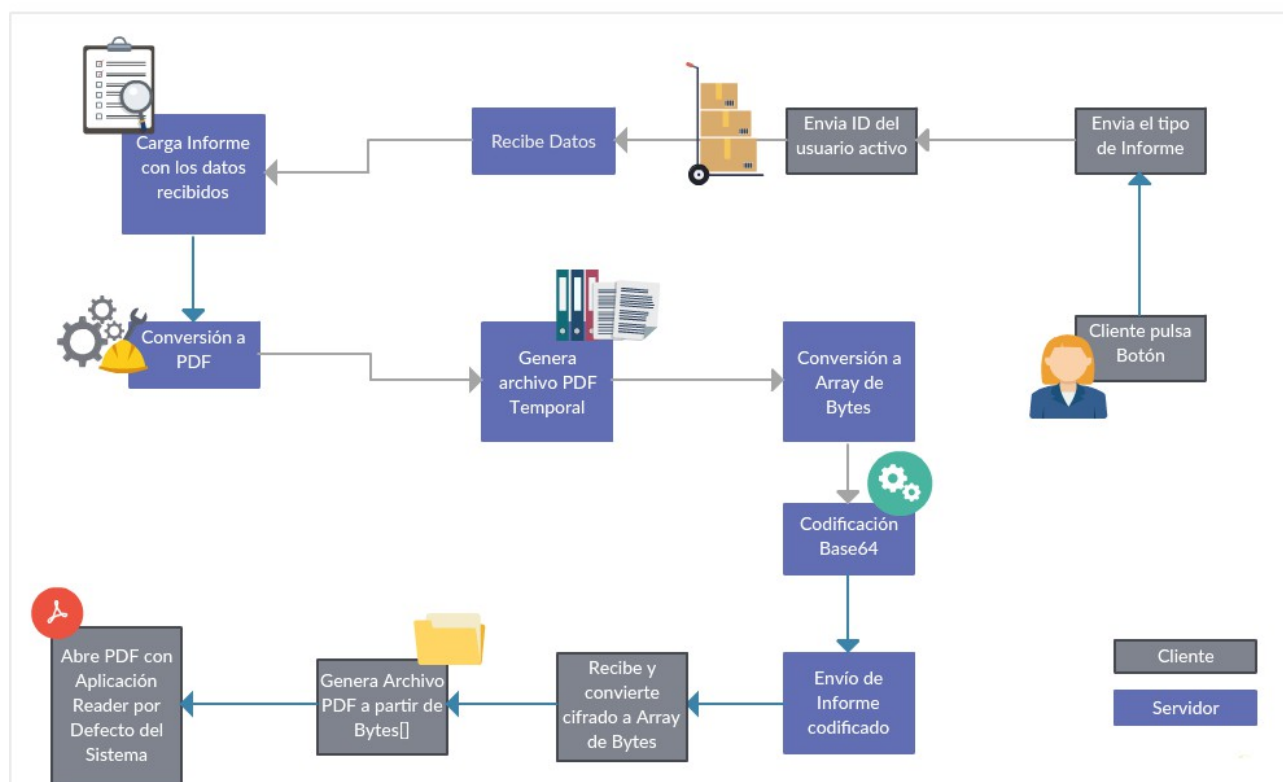 Carga Informe
con los datos
recibidos
Recibe Datos
Envia ID del
usuario activo
Envia el tipo
de Informe
Conversión a
PDF
Genera
archivo PDF
Temporal
Conversión a
Array de
Bytes
Cliente pulsa
Botón
Codificación
Base64
Abre PDF con
Aplicación
Reader por
Defecto del
Sistema
Genera Archivo
PDF a partir de
Bytes[]
Recibe y
convierte
cifrado a Array
de Bytes
Envío de
Informe
codificado
Cliente
Servidor